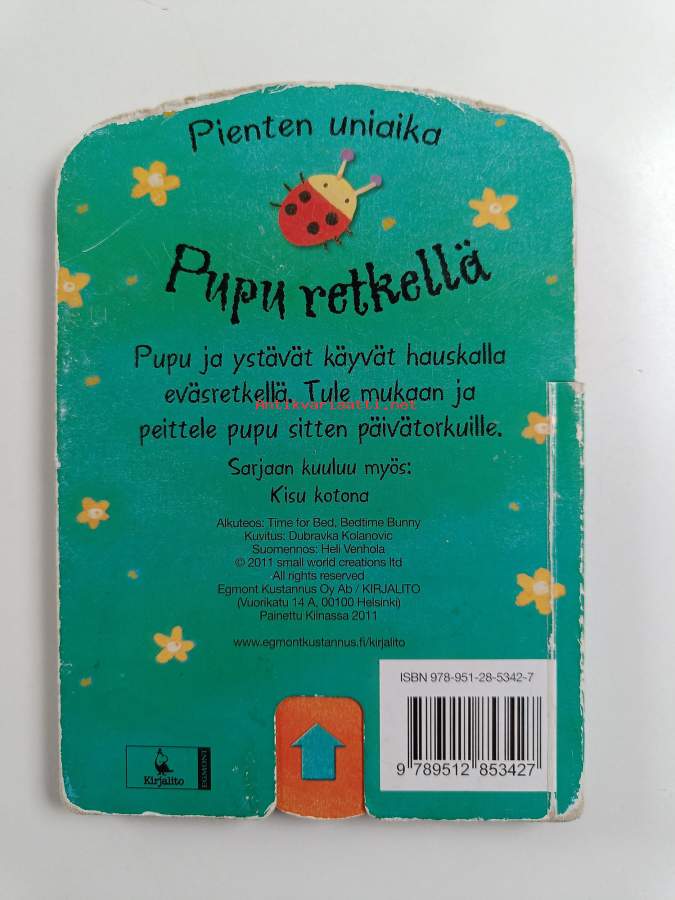 Pienten uniaika
Pupu retkellä
Pupu ja ystävät käyvät hauskalla
eväsretkellä. Tule mukaan ja
Antikvariaatti.net
peittele pupu sitten päivätorkuille.
Sarjaan kuuluu myös:
Kisu kotona
Alkuteos: Time for Bed, Bedtime Bunny
Kuvitus: Dubravka Kolanovic
Suomennos: Heli Venhola
© 2011 small world creations ltd
All rights reserved
Egmont Kustannus Oy Ab / KIRJALITO
(Vuorikatu 14 A, 00100 Helsinki)
Painettu Kiinassa 2011
www.egmontkustannus.fi/kirjalito
ISBN 978-951-28-5342-7
9 789512 853427
Kirjalito
EGMONT